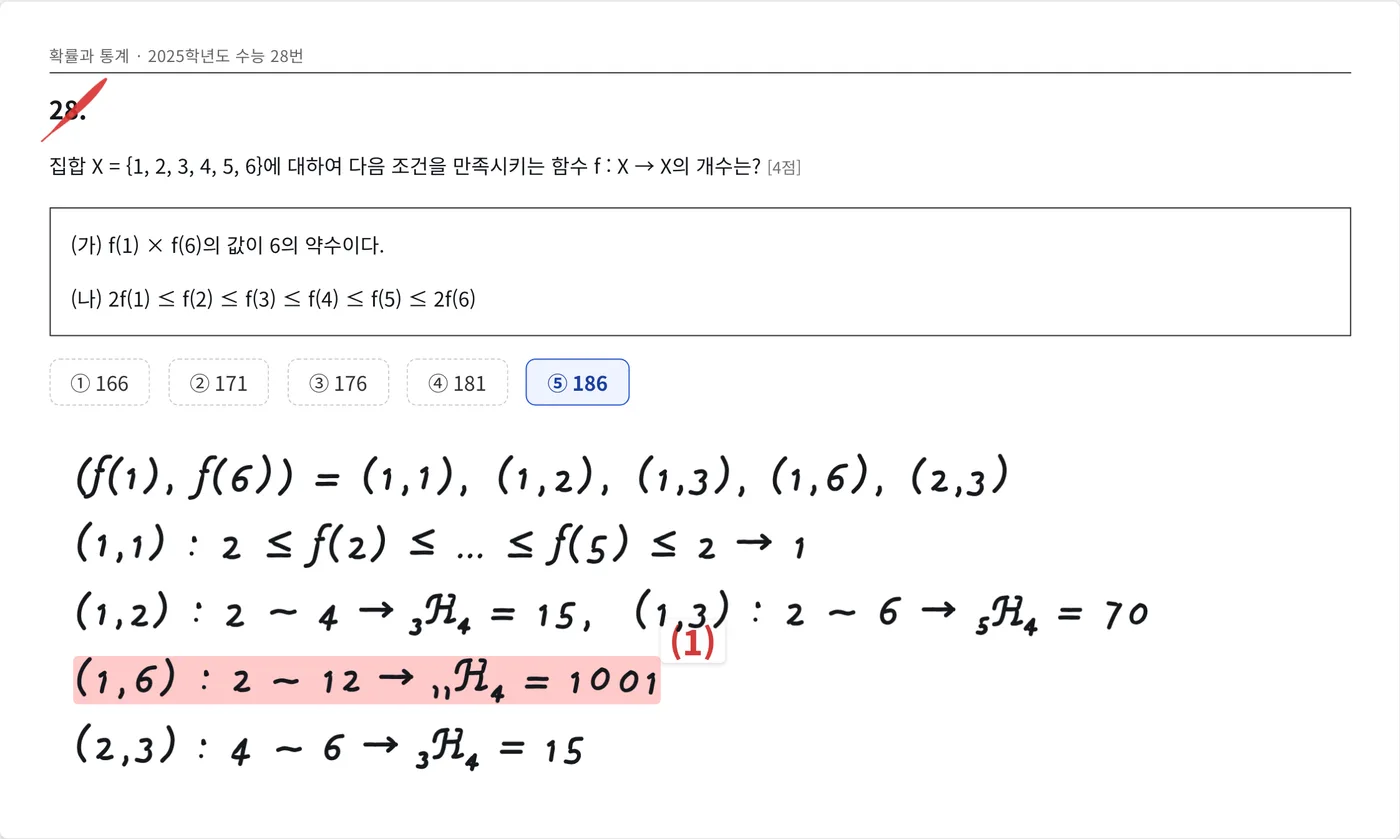 확률과 통계 · 2025학년도 수능 28번
28.
집합 X = {1, 2, 3, 4, 5, 6}에 대하여 다음 조건을 만족시키는 함수 f : X → X의 개수는? [4점]
(가) f(1) × f(6)의 값이 6의 약수이다.
(나) 2f(1) ≤ f(2) ≤ f(3) ≤ f(4) ≤ f(5) ≤ 2f(6)
① 166 ② 171 ③ 176 ④ 181 ⑤ 186
(f(1), f(6)) = (1,1), (1,2), (1,3), (1,6), (2,3)
(1,1) : 2 ≤ f(2) ≤ ... ≤ f(5) ≤ 2 → 1
(1,2) : 2 ~ 4 → ₃H₄ = 15, (1,3) : 2 ~ 6 → ₅H₄ = 70
(1)
(1,6) : 2 ~ 12 → ₁₁H₄ = 1001
(2,3) : 4 ~ 6 → ₃H₄ = 15